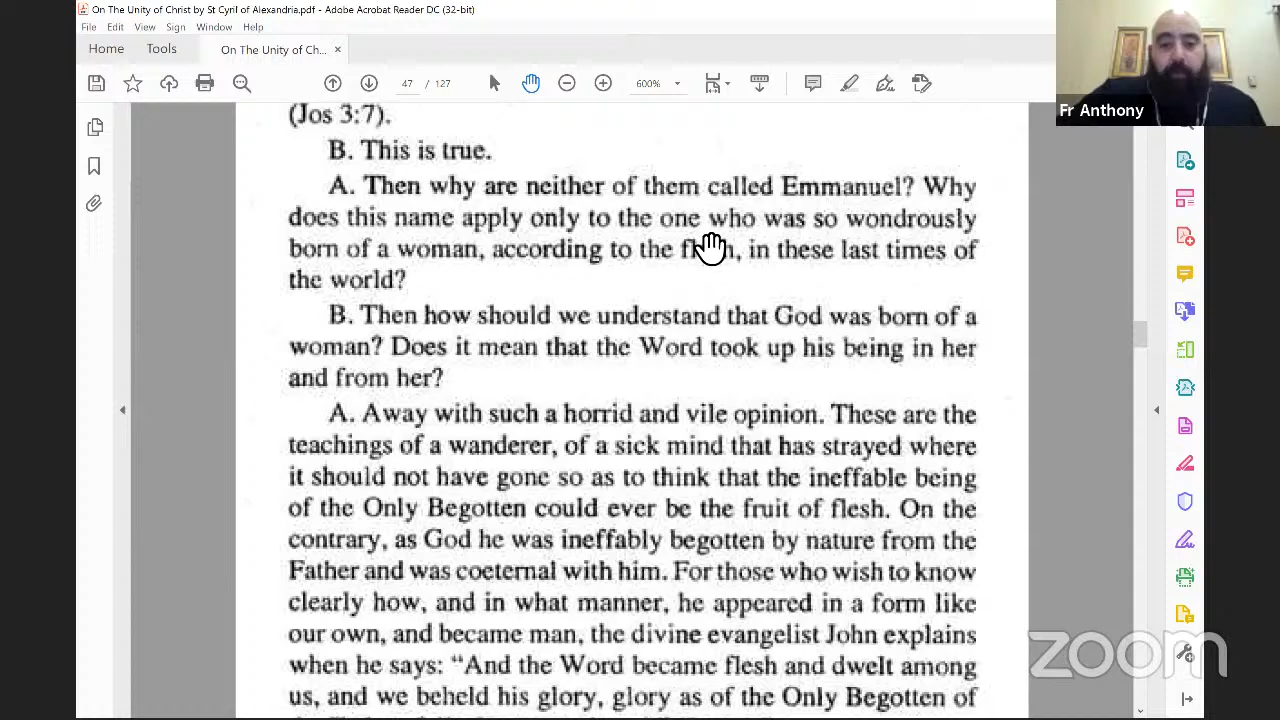 On The Unity of Christ by St Cyril of Alexandria.pdf - Adobe Acrobat Reader DC (32-bit)
File Edit View Sign Window Help
Home Tools On The Unity of Ch... ×
47 / 127 600%
Fr Anthony
(Jos 3:7).
B. This is true.
A. Then why are neither of them called Emmanuel? Why
does this name apply only to the one who was so wondrously
born of a woman, according to the , in these last times of
the world?
B. Then how should we understand that God was born of a
woman? Does it mean that the Word took up his being in her
and from her?
A. Away with such a horrid and vile opinion. These are the
teachings of a wanderer, of a sick mind that has strayed where
it should not have gone so as to think that the ineffable being
of the Only Begotten could ever be the fruit of flesh. On the
contrary, as God he was ineffably begotten by nature from the
Father and was coeternal with him. For those who wish to know
clearly how, and in what manner, he appeared in a form like
our own, and became man, the divine evangelist John explains
when he says: “And the Word became flesh and dwelt among
us, and we beheld his glory, glory as of the Only Begotten of
zoom